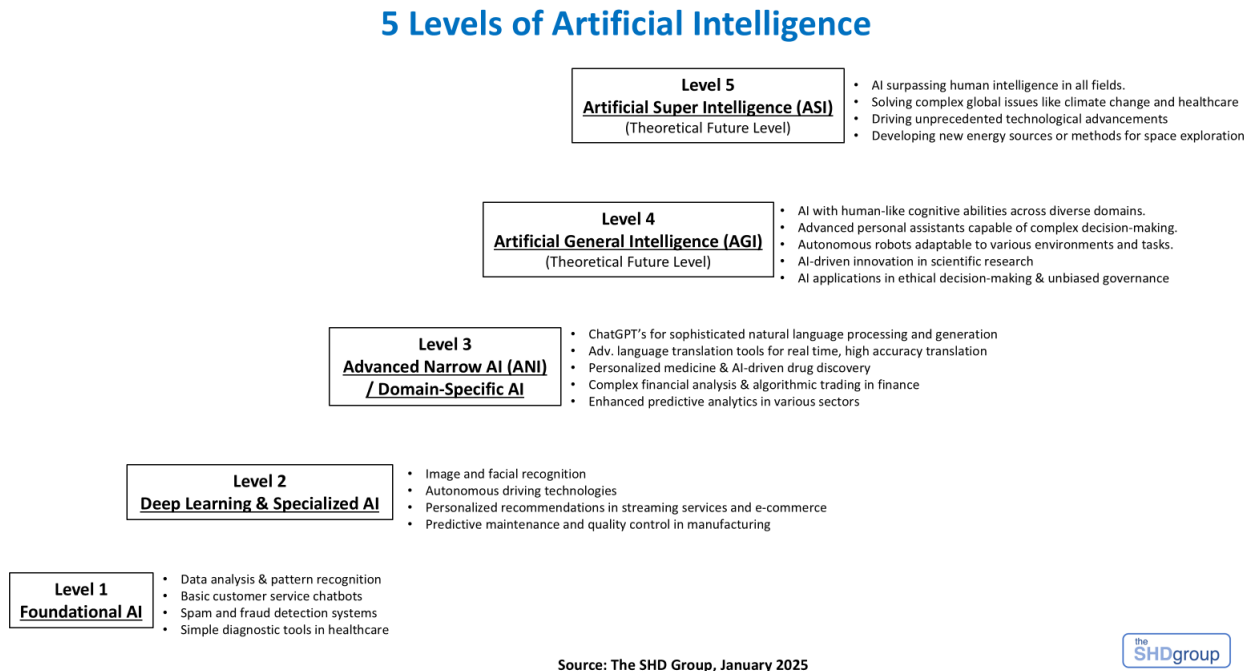 5 Levels of Artificial Intelligence
Level 5
Artificial Super Intelligence (ASI)
(Theoretical Future Level)
• AI surpassing human intelligence in all fields.
• Solving complex global issues like climate change and healthcare
• Driving unprecedented technological advancements
• Developing new energy sources or methods for space exploration
Level 4
Artificial General Intelligence (AGI)
(Theoretical Future Level)
• AI with human-like cognitive abilities across diverse domains.
• Advanced personal assistants capable of complex decision-making.
• Autonomous robots adaptable to various environments and tasks.
• AI-driven innovation in scientific research
• AI applications in ethical decision-making & unbiased governance
Level 3
Advanced Narrow AI (ANI)
/ Domain-Specific AI
• ChatGPT’s for sophisticated natural language processing and generation
• Adv. language translation tools for real time, high accuracy translation
• Personalized medicine & AI-driven drug discovery
• Complex financial analysis & algorithmic trading in finance
• Enhanced predictive analytics in various sectors
Level 2
Deep Learning & Specialized AI
• Image and facial recognition
• Autonomous driving technologies
• Personalized recommendations in streaming services and e-commerce
• Predictive maintenance and quality control in manufacturing
Level 1
Foundational AI
• Data analysis & pattern recognition
• Basic customer service chatbots
• Spam and fraud detection systems
• Simple diagnostic tools in healthcare
Source: The SHD Group, January 2025
the
SHDgroup